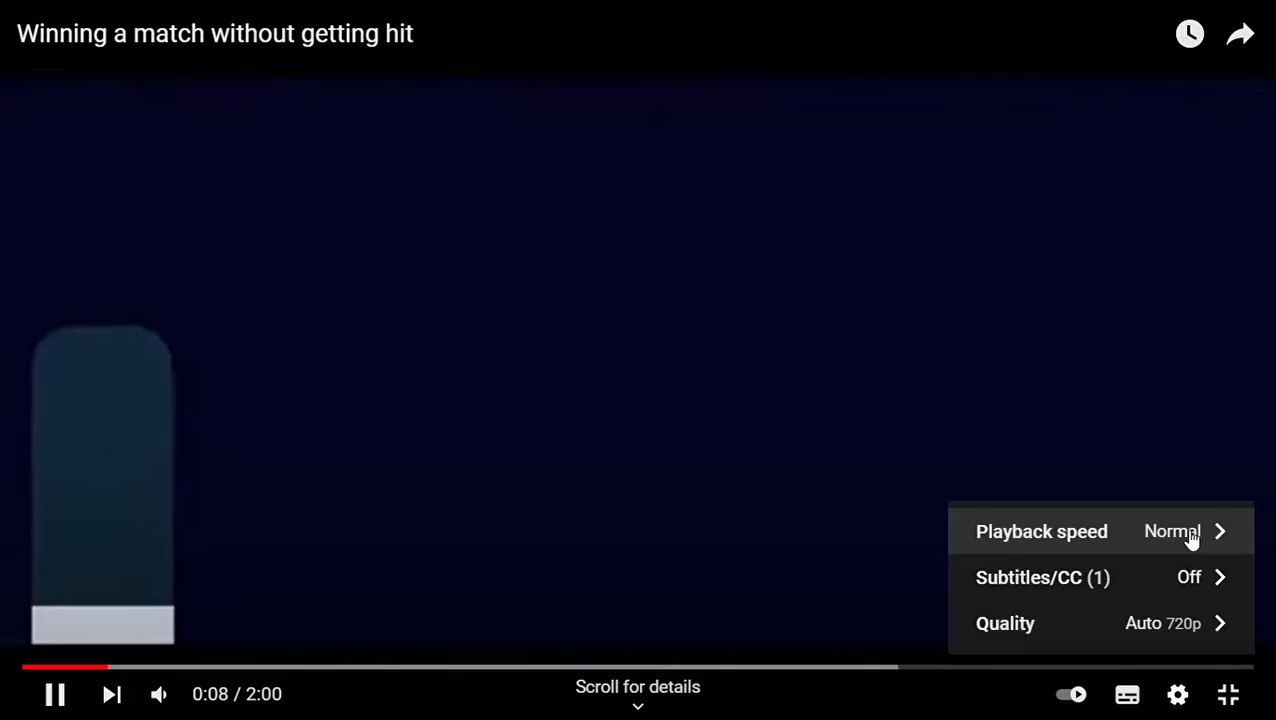 Winning a match without getting hit
Playback speed Normal
Subtitles/CC (1) Off
Quality Auto 720p
0:08 / 2:00
Scroll for details